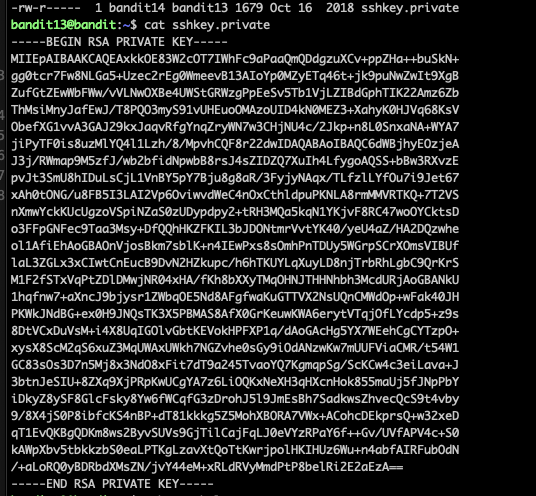 -rw-r----- 1 bandit14 bandit13 1679 Oct 16 2018 sshkey.private
bandit13@bandit:~$ cat sshkey.private
-----BEGIN RSA PRIVATE KEY-----
MIIEpAIBAAKCAQEAxkkOE83W2cOT7IWhFc9aPaaQmQDdgzuXCv+ppZHa++buSkN+
gg0tcr7Fw8NLGa5+Uzec2rEg0WmeevB13AIoYp0MZyETq46t+jk9puNwZwIt9XgB
ZufGtZEwWbFWw/vVLNwOXBe4UWStGRWzgPpEeSv5Tb1VjLZIBdGphTIK22Amz6Zb
ThMsiMnyJafEwJ/T8PQO3myS91vUHEuoOMAzoUID4kN0MEZ3+XahyK0HJVq68KsV
ObefXG1vvA3GAJ29kxJaqvRfgYnqZryWN7w3CHjNU4c/2Jkp+n8L0SnxaNA+WYA7
jiPyTF0is8uzMlYQ4l1Lzh/8/MpvhCQF8r22dwIDAQABAoIBAQC6dWBjhyEOzjeA
J3j/RWmap9M5zfJ/wb2bfidNpwbB8rsJ4sZIDZQ7XuIh4LfygoAQSS+bBw3RXvzE
pvJt3SmU8hIDuLsCjL1VnBY5pY7Bju8g8aR/3FyjyNAqx/TLfzlLYfOu7i9Jet67
xAh0tONG/u8FB5I3LAI2Vp6OviwvdWeC4nOxCthldpuPKNLA8rmMMVRTKQ+7T2VS
nXmwYckKUcUgzoVSpiNZaS0zUDypdpy2+tRH3MQa5kqN1YKjvF8RC47woOYCktsD
o3FFpGNFec9Taa3Msy+DfQQhHKZFKIL3bJDONtmrVvtYK40/yeU4aZ/HA2DQzwhe
ol1AfiEhAoGBAOnVjosBkm7sblK+n4IEwPxs8sOmhPnTDUy5WGrpSCrXOmsVIBUf
laL3ZGLx3xCIwtCnEucB9DvN2HZkupc/h6hTKUYLqXuyLD8njTrbRhLgbC9QrKrS
M1F2fSTxVqPtZDlDMwjNR04xHA/fKh8bXXyTMqOHNJTHHNhbh3McdURjAoGBANkU
1hqfnw7+aXncJ9bjysr1ZWbqOE5Nd8AFgfwaKuGTTVX2NsUQnCMWdOp+wFak40JH
PKWkJNdBG+ex0H9JNQsTK3X5PBMAS8AfX0GrKeuwKWA6erytVTqjOfLYcdp5+z9s
8DtVCxDuVsM+i4X8UqIGOlvGbtKEVokHPFXP1q/dAoGAcHg5YX7WEehCgCYTzpO+
xysX8ScM2qS6xuZ3MqUWAxUWkh7NGZvhe0sGy9iOdANzwKw7mUUFViaCMR/t54W1
GC83sOs3D7n5Mj8x3NdO8xFit7dT9a245TvaoYQ7KgmqpSg/ScKCw4c3eiLava+J
3btnJeSIU+8ZXq9XjPRpKwUCgYA7z6LiOQKxNeXH3qHXcnHok855maUj5fJNpPbY
iDkyZ8ySF8GlcFsky8Yw6fWCqfG3zDrohJ5l9JmEsBh7SadkwsZhvecQcS9t4vby
9/8X4jS0P8ibfcKS4nBP+dT81kkkg5Z5MohXBORA7VWx+ACohcDEkprsQ+w32xeD
qT1EvQKBgQDKm8ws2ByvSUVs9GjTilCajFqLJ0eVYzRPaY6f++Gv/UVfAPV4c+S0
kAWpXbv5tbkkzbS0eaLPTKgLzavXtQoTtKwrjpolHKIHUz6Wu+n4abfAIRFubOdN
/+aLoRQ0yBDRbdXMsZN/jvY44eM+xRLdRVyMmdPtP8belRi2E2aEzA==
-----END RSA PRIVATE KEY-----